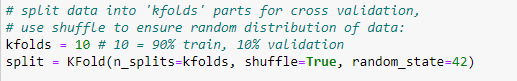 # split data into 'kfolds' parts for cross validation,
# use shuffle to ensure random distribution of data:
kfolds = 10 # 10 = 90% train, 10% validation
split = KFold(n_splits=kfolds, shuffle=True, random_state=42)